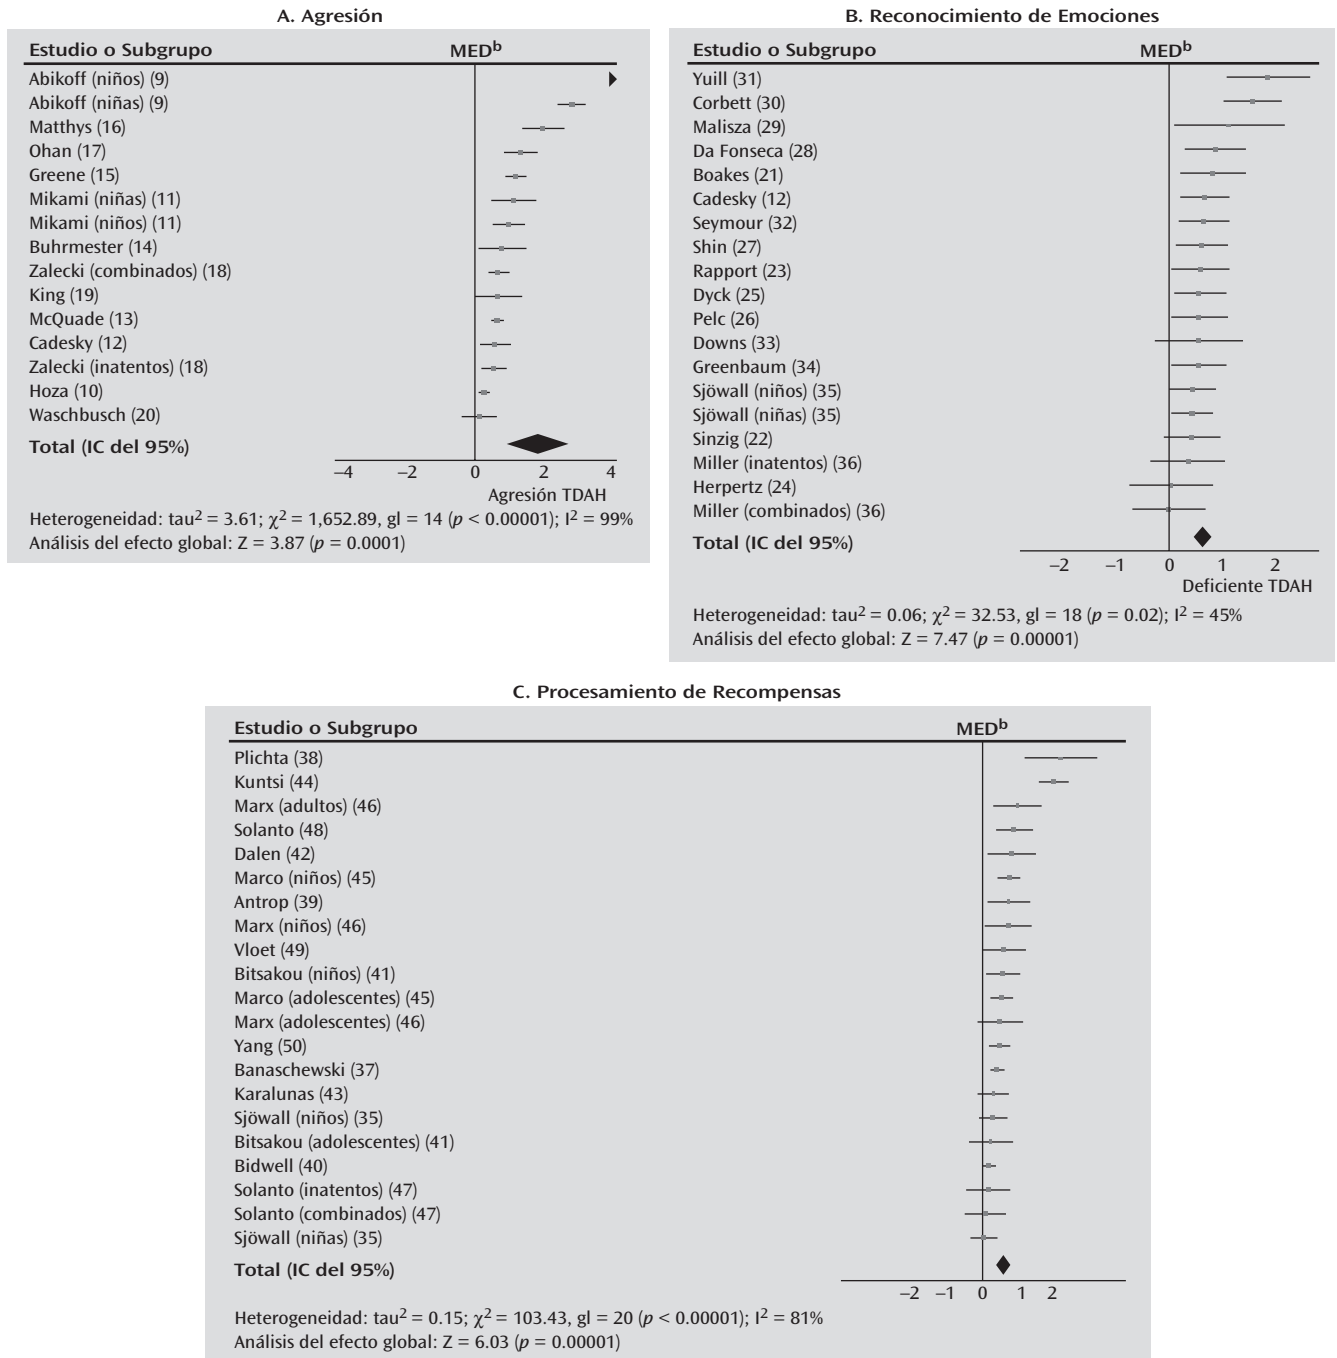 A. Agresión
Estudio o Subgrupo MEDᵇ
Abikoff (niños) (9)
Abikoff (niñas) (9)
Matthys (16)
Ohan (17)
Greene (15)
Mikami (niñas) (11)
Mikami (niños) (11)
Buhrmester (14)
Zalecki (combinados) (18)
King (19)
McQuade (13)
Cadesky (12)
Zalecki (inatentos) (18)
Hoza (10)
Waschbusch (20)
Total (IC del 95%)
−4 −2 0 2 4
Agresión TDAH
Heterogeneidad: tau² = 3.61; χ² = 1,652.89, gl = 14 (p < 0.00001); I² = 99%
Análisis del efecto global: Z = 3.87 (p = 0.0001)
B. Reconocimiento de Emociones
Estudio o Subgrupo MEDᵇ
Yuill (31)
Corbett (30)
Malisza (29)
Da Fonseca (28)
Boakes (21)
Cadesky (12)
Seymour (32)
Shin (27)
Rapport (23)
Dyck (25)
Pelc (26)
Downs (33)
Greenbaum (34)
Sjöwall (niños) (35)
Sjöwall (niñas) (35)
Sinzig (22)
Miller (inatentos) (36)
Herpertz (24)
Miller (combinados) (36)
Total (IC del 95%)
−2 −1 0 1 2
Deficiente TDAH
Heterogeneidad: tau² = 0.06; χ² = 32.53, gl = 18 (p = 0.02); I² = 45%
Análisis del efecto global: Z = 7.47 (p = 0.00001)
C. Procesamiento de Recompensas
Estudio o Subgrupo MEDᵇ
Plichta (38)
Kuntsi (44)
Marx (adultos) (46)
Solanto (48)
Dalen (42)
Marco (niños) (45)
Antrop (39)
Marx (niños) (46)
Vloet (49)
Bitsakou (niños) (41)
Marco (adolescentes) (45)
Marx (adolescentes) (46)
Yang (50)
Banaschewski (37)
Karalunas (43)
Sjöwall (niños) (35)
Bitsakou (adolescentes) (41)
Bidwell (40)
Solanto (inatentos) (47)
Solanto (combinados) (47)
Sjöwall (niñas) (35)
Total (IC del 95%)
−2 −1 0 1 2
Heterogeneidad: tau² = 0.15; χ² = 103.43, gl = 20 (p < 0.00001); I² = 81%
Análisis del efecto global: Z = 6.03 (p = 0.00001)